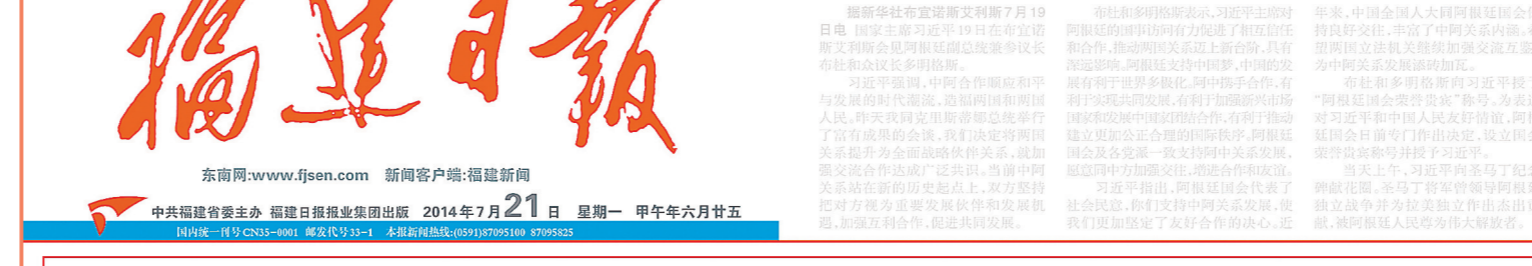 福建日报
东南网:www.fjsen.com 新闻客户端:福建新闻
中共福建省委主办 福建日报报业集团出版 2014年7月21日 星期一 甲午年六月廿五
国内统一刊号CN35-0001 邮发代号33-1 本报新闻热线:(0591)87095100 87095825
据新华社布宜诺斯艾利斯7月19
日电 国家主席习近平19日在布宜诺
斯艾利斯会见阿根廷副总统兼参议长
布杜和众议长多明格斯。
习近平强调,中阿合作顺应和平
与发展的时代潮流,造福两国和两国
人民。昨天我同克里斯蒂娜总统举行
了富有成果的会谈,我们决定将两国
关系提升为全面战略伙伴关系,就加
强交流合作达成广泛共识。当前中阿
关系站在新的历史起点上,双方坚持
把对方视为重要发展伙伴和发展机
遇,加强互利合作,促进共同发展。
布杜和多明格斯表示,习近平主席对
阿根廷的国事访问有力促进了相互信任
和合作,推动两国关系迈上新台阶,具有
深远影响。阿根廷支持中国梦,中国的发
展有利于世界多极化。阿中携手合作,有
利于实现共同发展,有利于加强新兴市场
国家和发展中国家团结合作,有利于推动
建立更加公正合理的国际秩序。阿根廷
国会及各党派一致支持阿中关系发展,
愿意同中方加强交往,增进合作和友谊。
习近平指出,阿根廷国会代表了
社会民意,你们支持中阿关系发展,使
我们更加坚定了友好合作的决心。近
年来,中国全国人大同阿根廷国会
持良好交往,丰富了中阿关系内涵。
望两国立法机关继续加强交流互鉴
为中阿关系发展添砖加瓦。
布杜和多明格斯向习近平授
“阿根廷国会荣誉贵宾”称号。为表
对习近平和中国人民友好情谊,阿
廷国会日前专门作出决定,设立国
荣誉贵宾称号并授予习近平。
当天上午,习近平向圣马丁纪
碑献花圈。圣马丁将军曾领导阿根
独立战争并为拉美独立作出杰出
献,被阿根廷人民尊为伟大解放者。